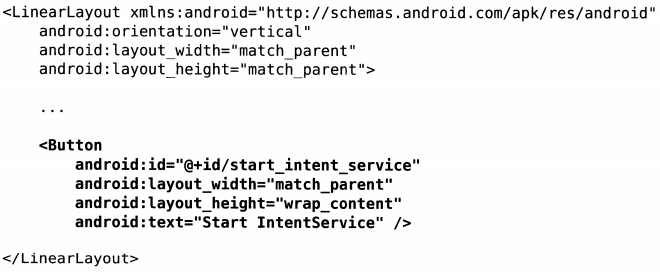 <LinearLayout xmlns:android="http://schemas.android.com/apk/res/android"
    android:orientation="vertical"
    android:layout_width="match_parent"
    android:layout_height="match_parent">

    ...

    <Button
        android:id="@+id/start_intent_service"
        android:layout_width="match_parent"
        android:layout_height="wrap_content"
        android:text="Start IntentService" />

</LinearLayout>